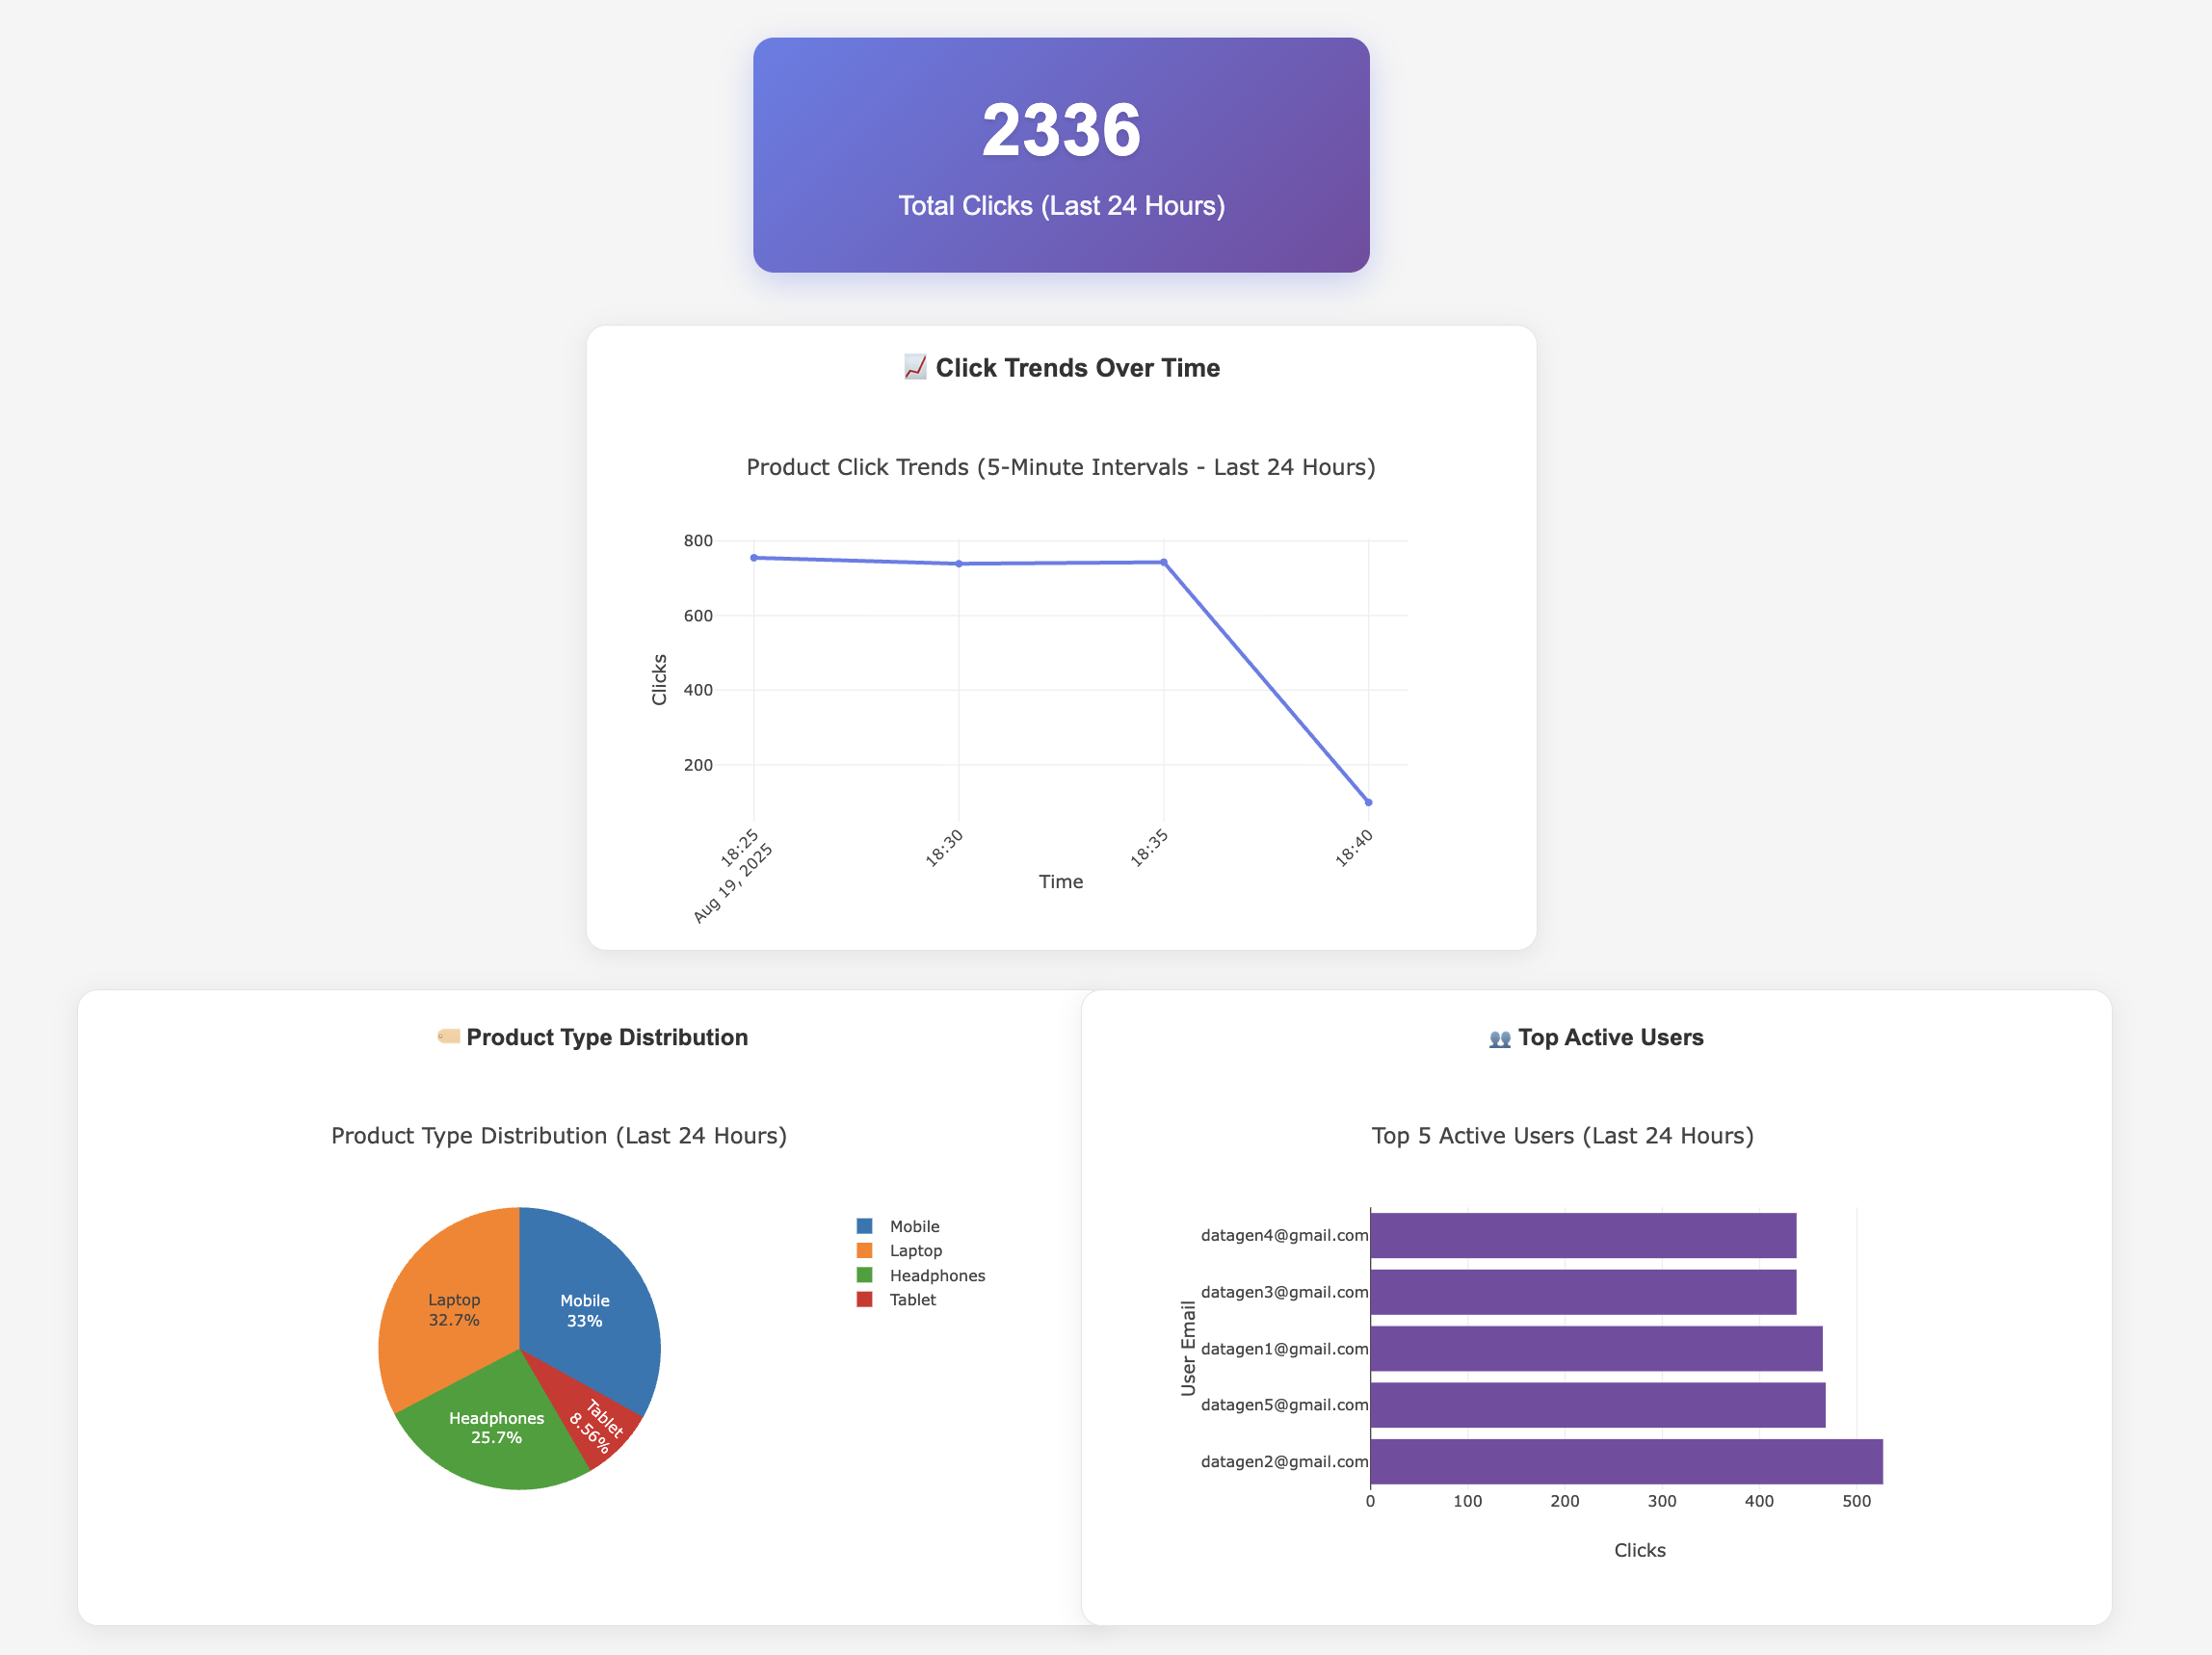 2336
Total Clicks (Last 24 Hours)
📈 Click Trends Over Time
Product Click Trends (5-Minute Intervals - Last 24 Hours)
800
600
400
200
Clicks
18:25
Aug 19, 2025
18:30
18:35
18:40
Time
🏷️ Product Type Distribution
Product Type Distribution (Last 24 Hours)
Laptop
32.7%
Mobile
33%
Headphones
25.7%
Tablet
8.56%
Mobile
Laptop
Headphones
Tablet
👥 Top Active Users
Top 5 Active Users (Last 24 Hours)
User Email
datagen4@gmail.com
datagen3@gmail.com
datagen1@gmail.com
datagen5@gmail.com
datagen2@gmail.com
0
100
200
300
400
500
Clicks